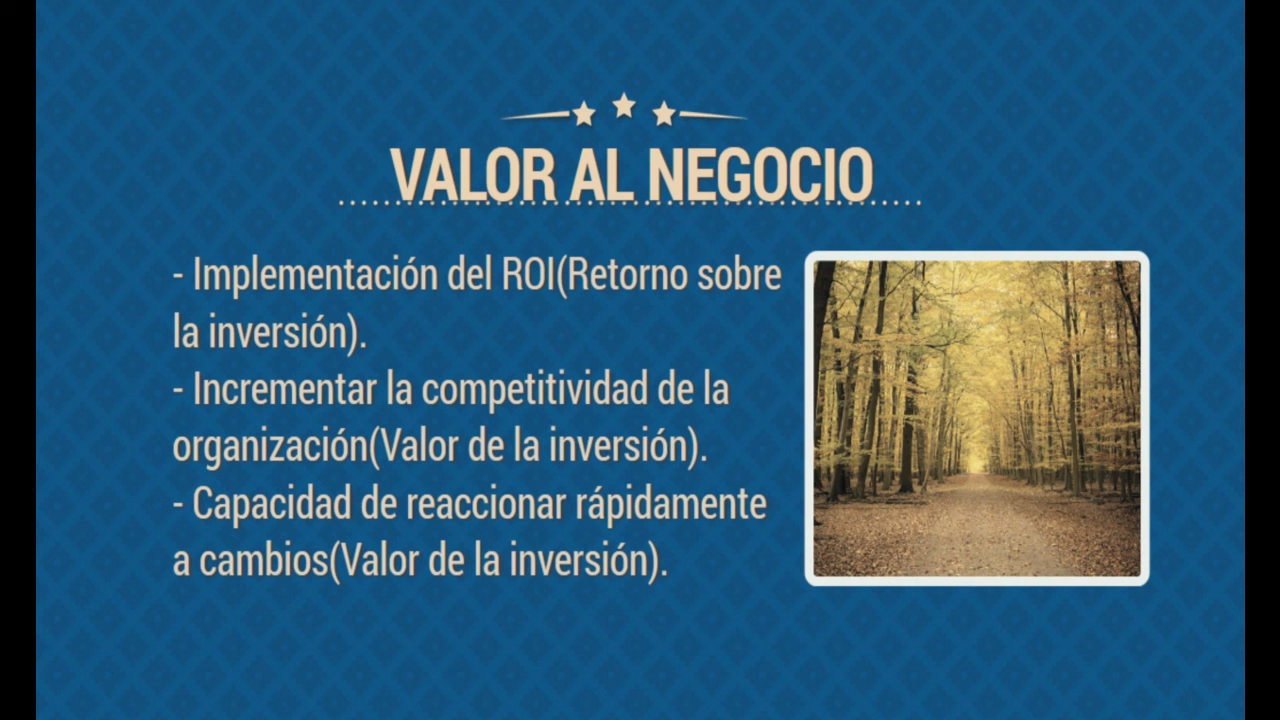 VALOR AL NEGOCIO
- Implementación del ROI(Retorno sobre
la inversión).
- Incrementar la competitividad de la
organización(Valor de la inversión).
- Capacidad de reaccionar rápidamente
a cambios(Valor de la inversión).